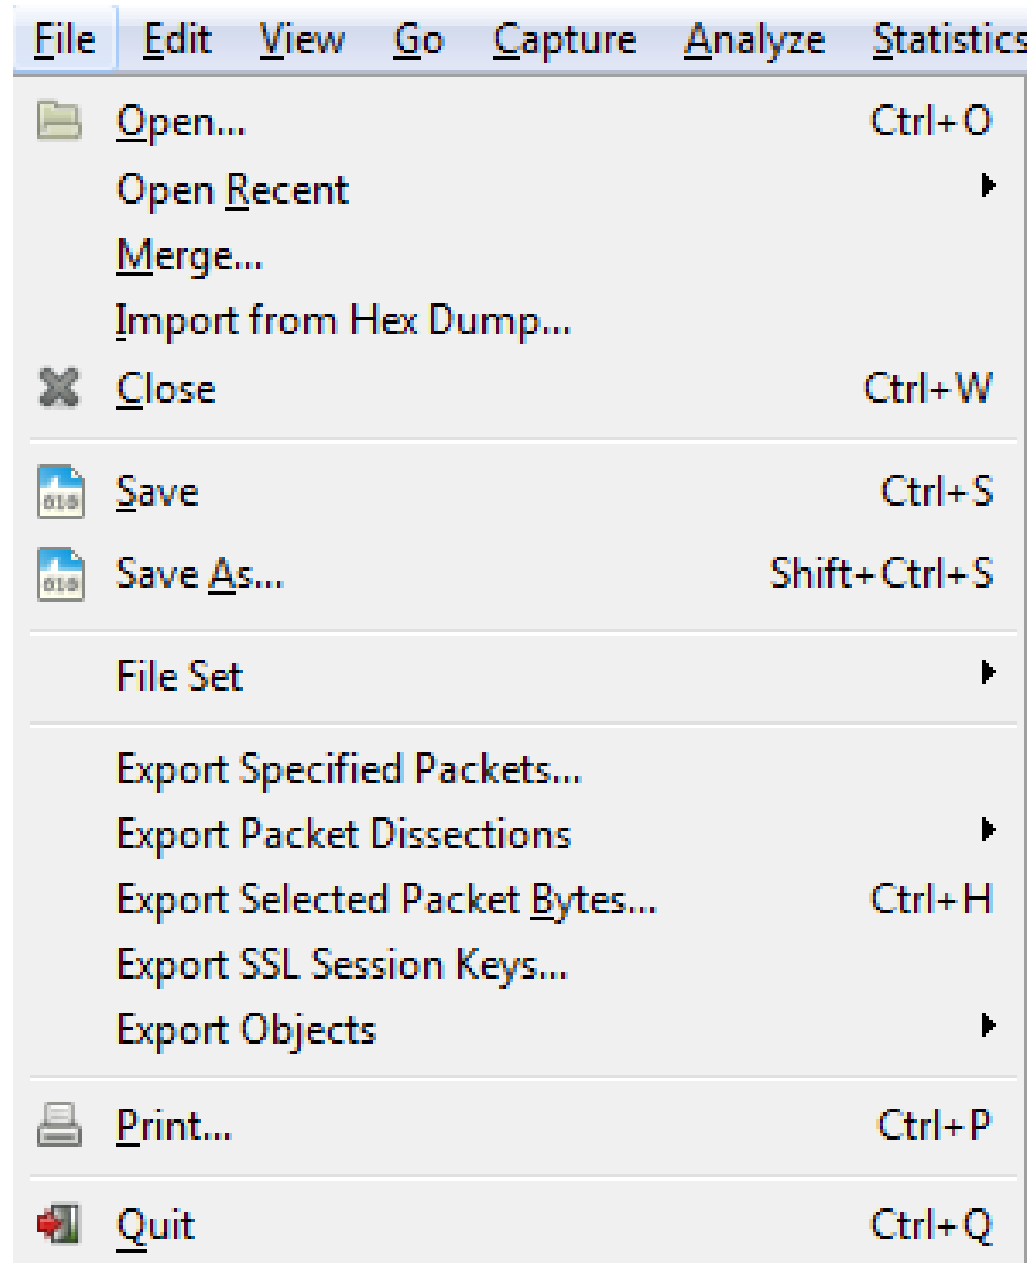 File Edit View Go Capture Analyze Statistics
Open... Ctrl+O
Open Recent
Merge...
Import from Hex Dump...
Close Ctrl+W
010 Save Ctrl+S
010 Save As... Shift+Ctrl+S
File Set
Export Specified Packets...
Export Packet Dissections
Export Selected Packet Bytes... Ctrl+H
Export SSL Session Keys...
Export Objects
Print... Ctrl+P
Quit Ctrl+Q